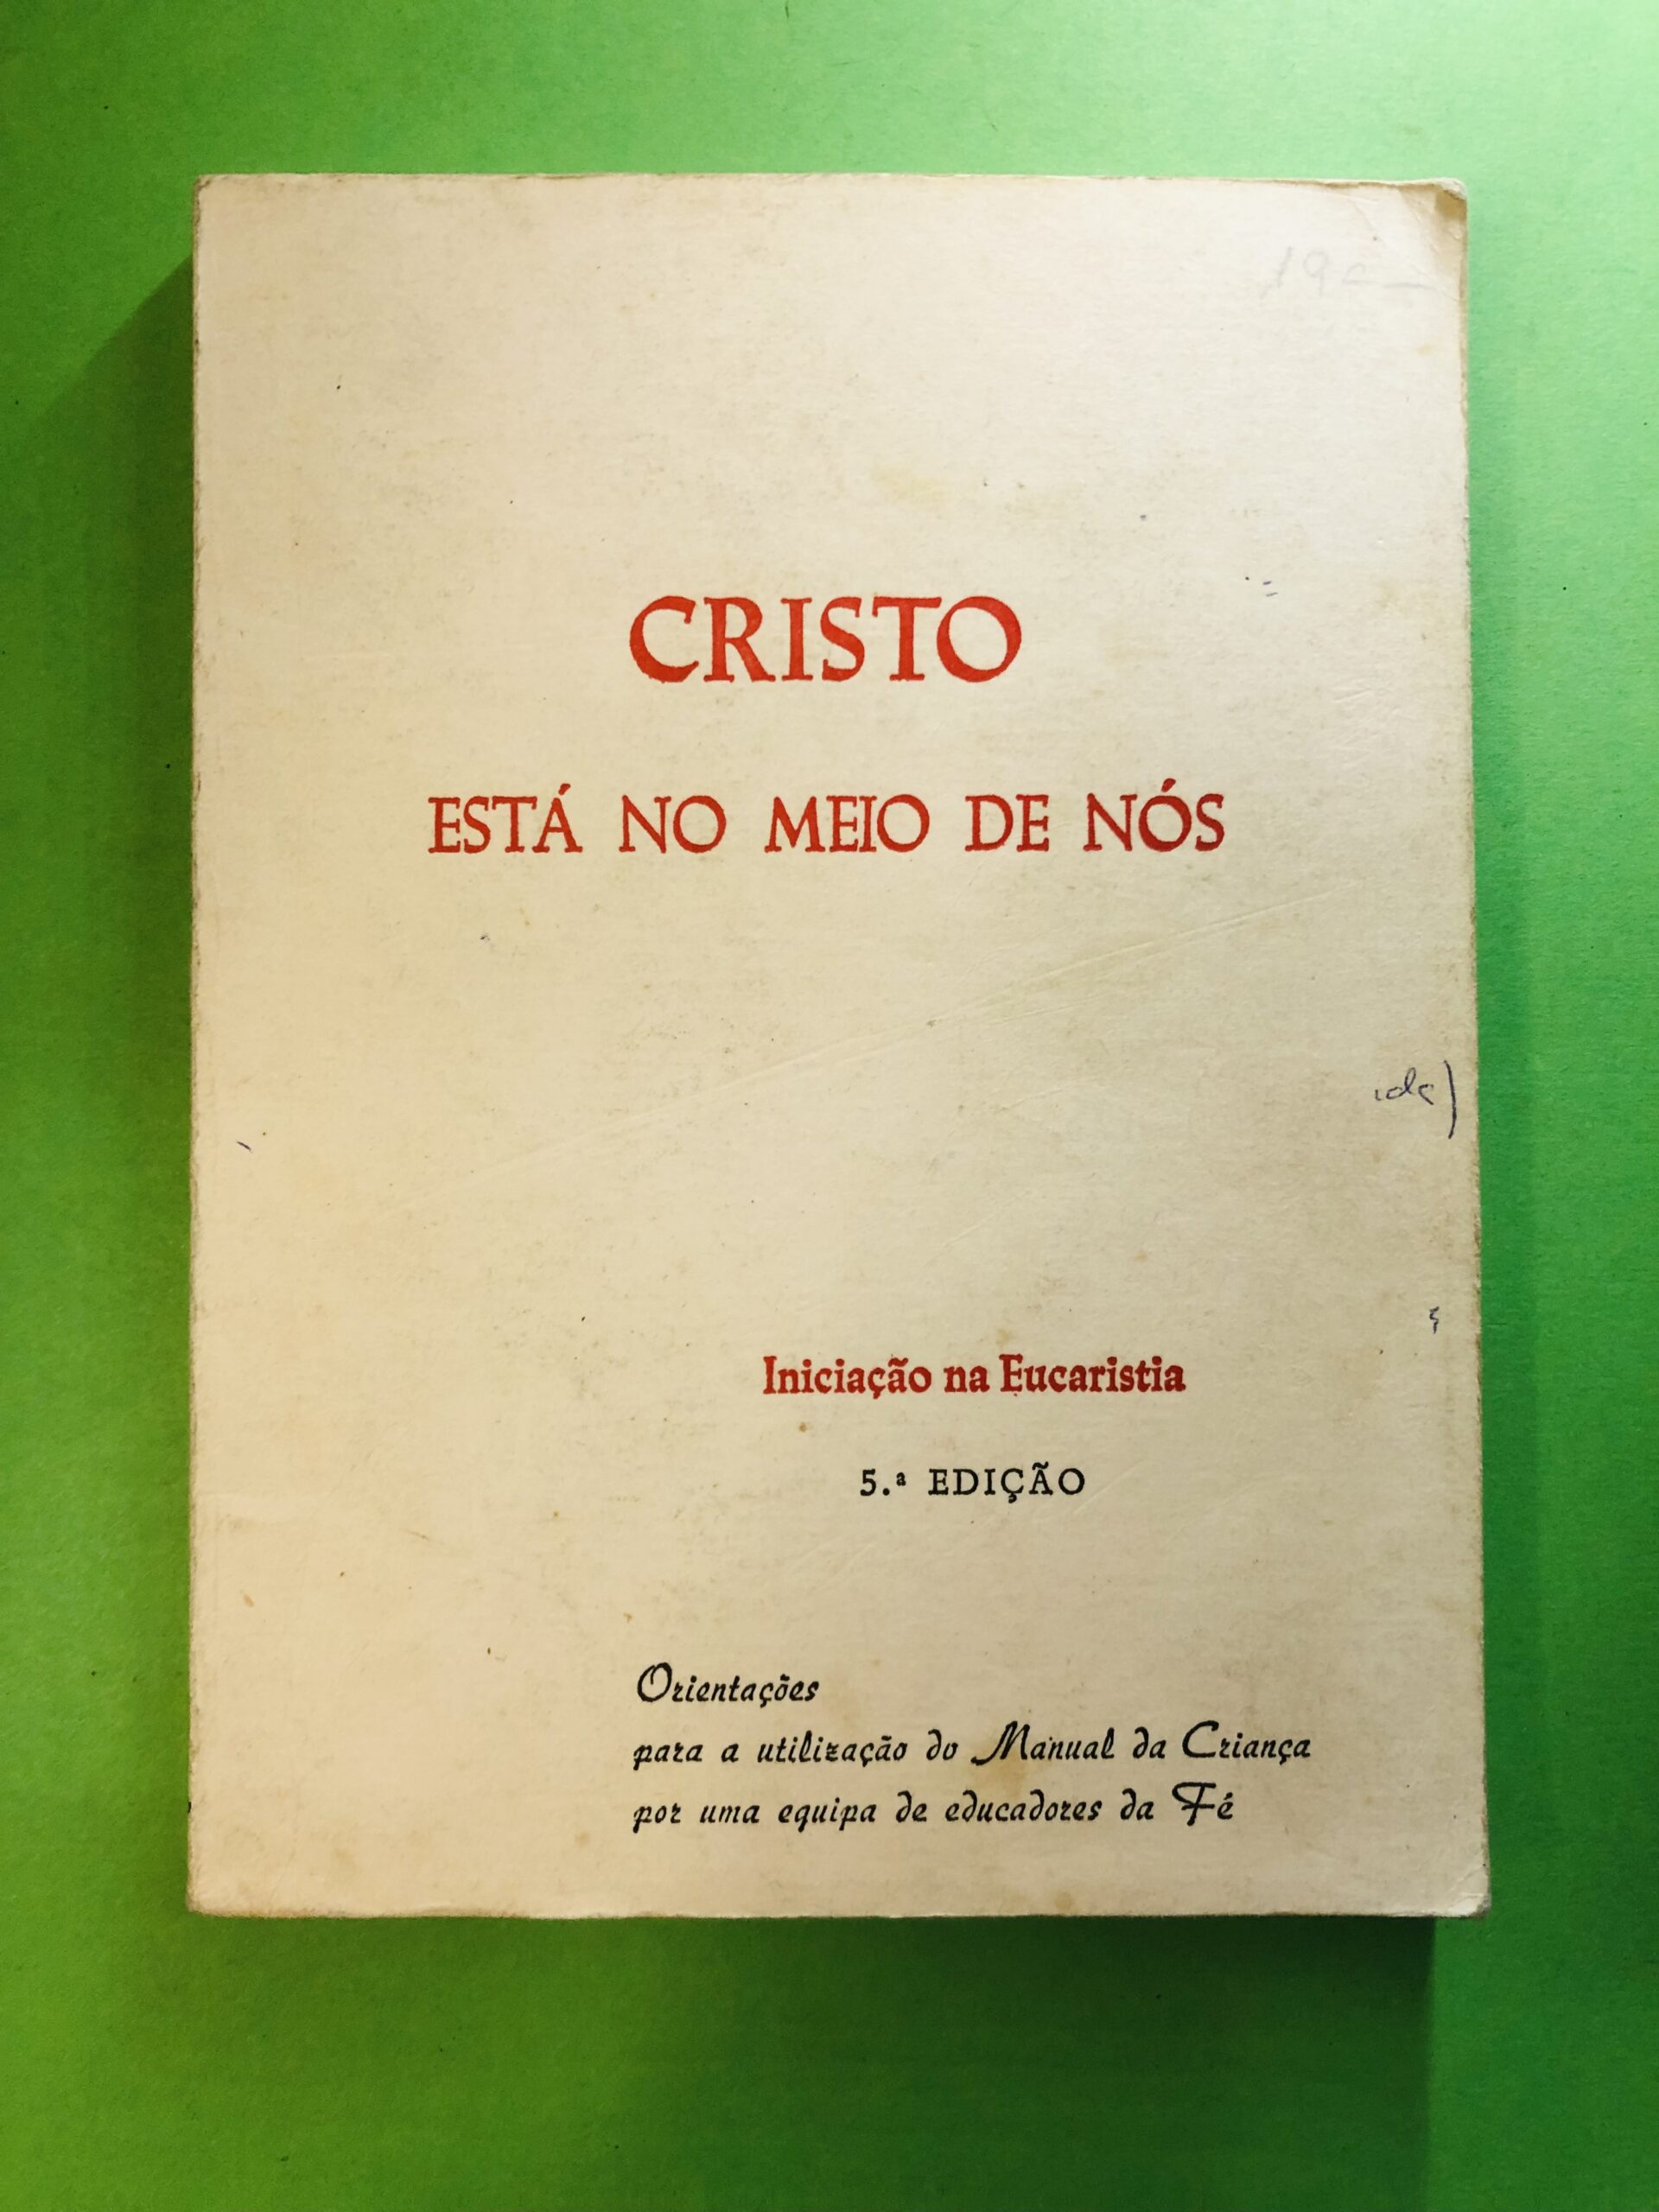 CRISTO
ESTÁ NO MEIO DE NÓS
Iniciação na Eucaristia
5.ª EDIÇÃO
Orientações
para a utilização do Manual da Criança
por uma equipa de educadores da Fé